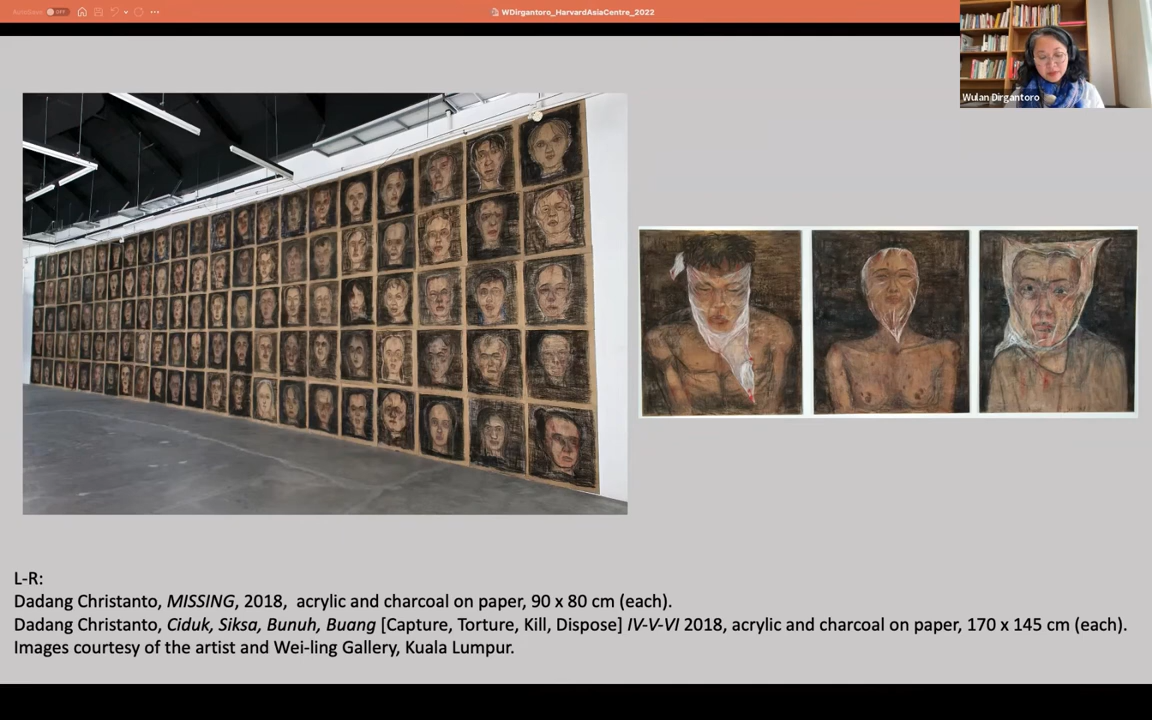 AutoSave OFF
WDirgantoro_HarvardAsiaCentre_2022
Wulan Dirgantoro
L-R:
Dadang Christanto, MISSING, 2018, acrylic and charcoal on paper, 90 x 80 cm (each).
Dadang Christanto, Ciduk, Siksa, Bunuh, Buang [Capture, Torture, Kill, Dispose] IV-V-VI 2018, acrylic and charcoal on paper, 170 x 145 cm (each).
Images courtesy of the artist and Wei-ling Gallery, Kuala Lumpur.